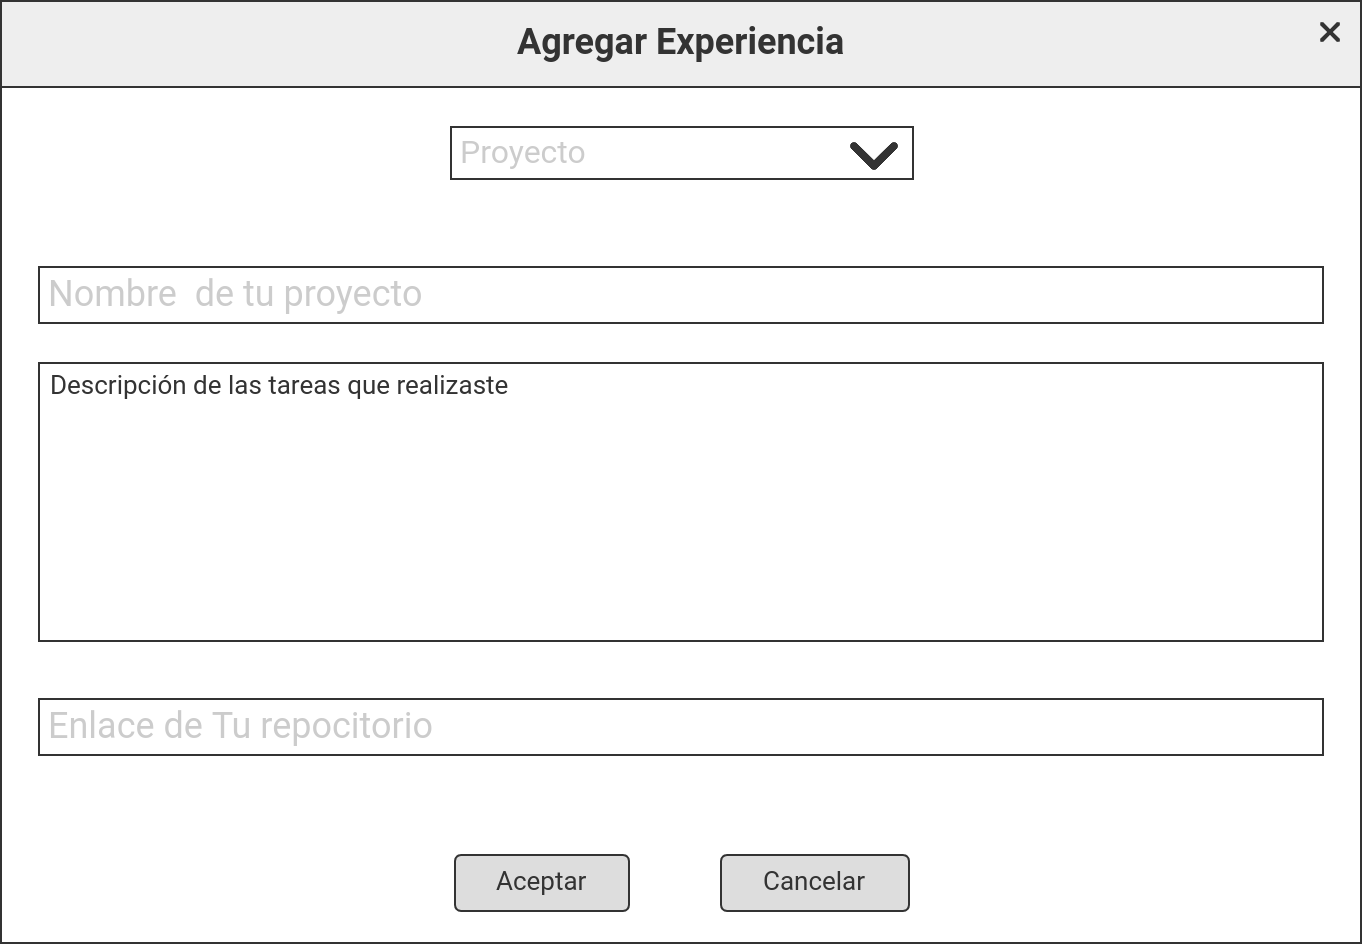 Agregar Experiencia
Proyecto
Nombre  de tu proyecto
Descripción de las tareas que realizaste
Enlace de Tu repocitorio
Aceptar
Cancelar